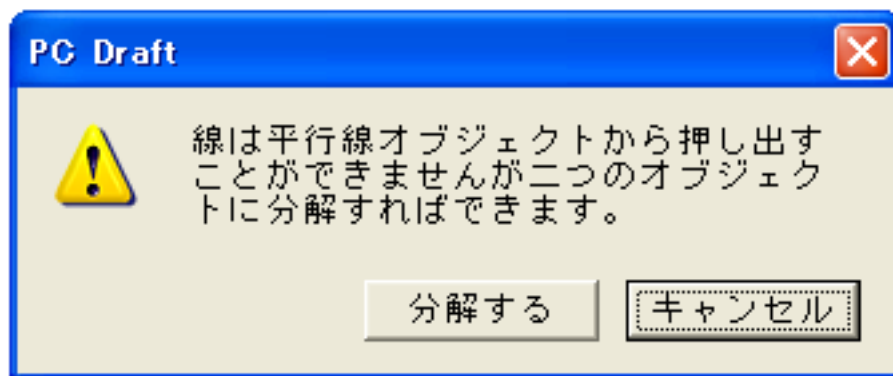 PC Draft
線は平行線オブジェクトから押し出す
ことができませんが二つのオブジェク
トに分解すればできます。
分解する
キャンセル